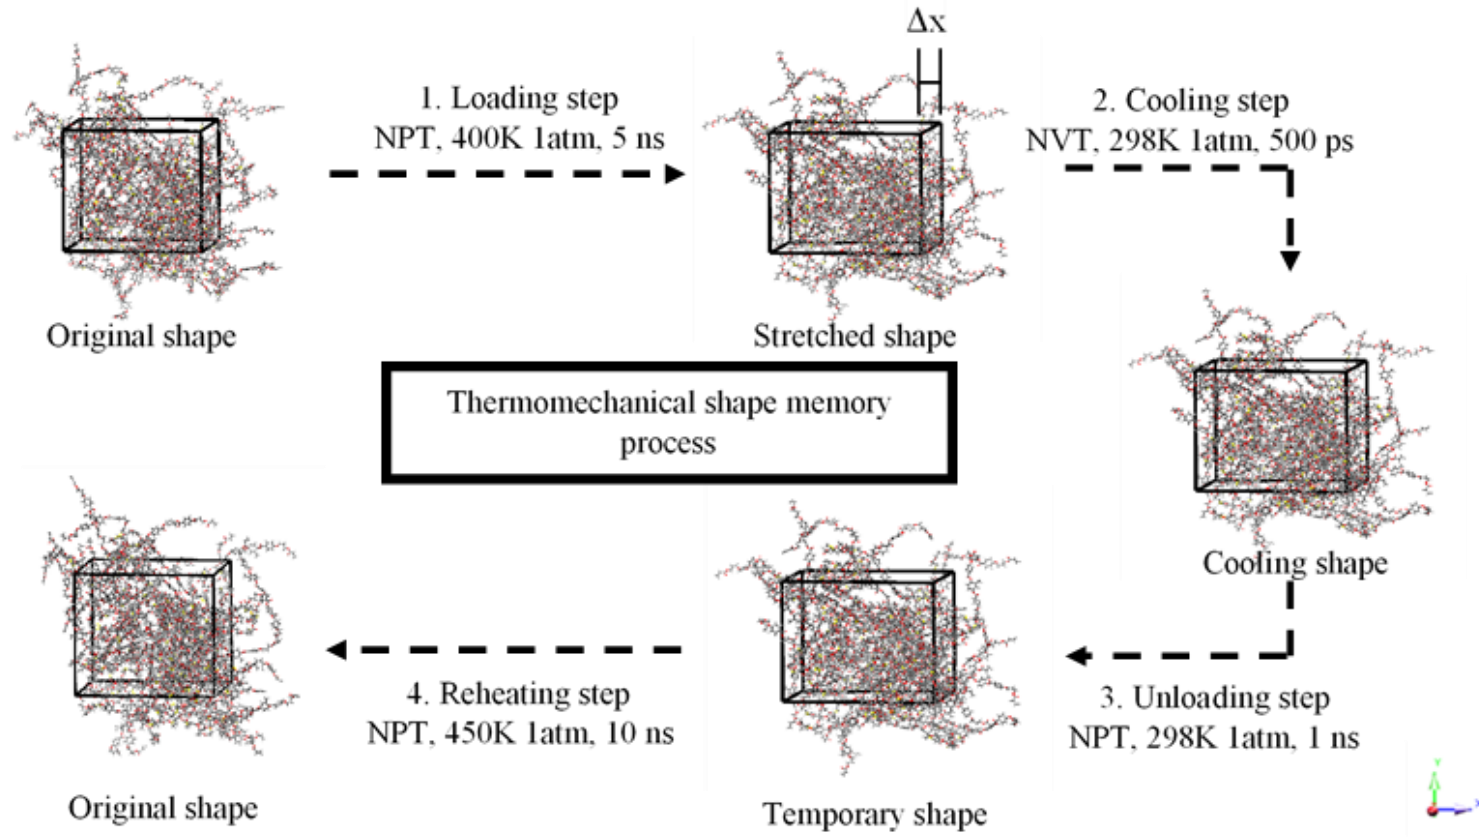 Δx
1. Loading step
NPT, 400K 1atm, 5 ns
2. Cooling step
NVT, 298K 1atm, 500 ps
Original shape
Stretched shape
Thermomechanical shape memory
process
Cooling shape
4. Reheating step
NPT, 450K 1atm, 10 ns
3. Unloading step
NPT, 298K 1atm, 1 ns
Original shape
Temporary shape
Y
X